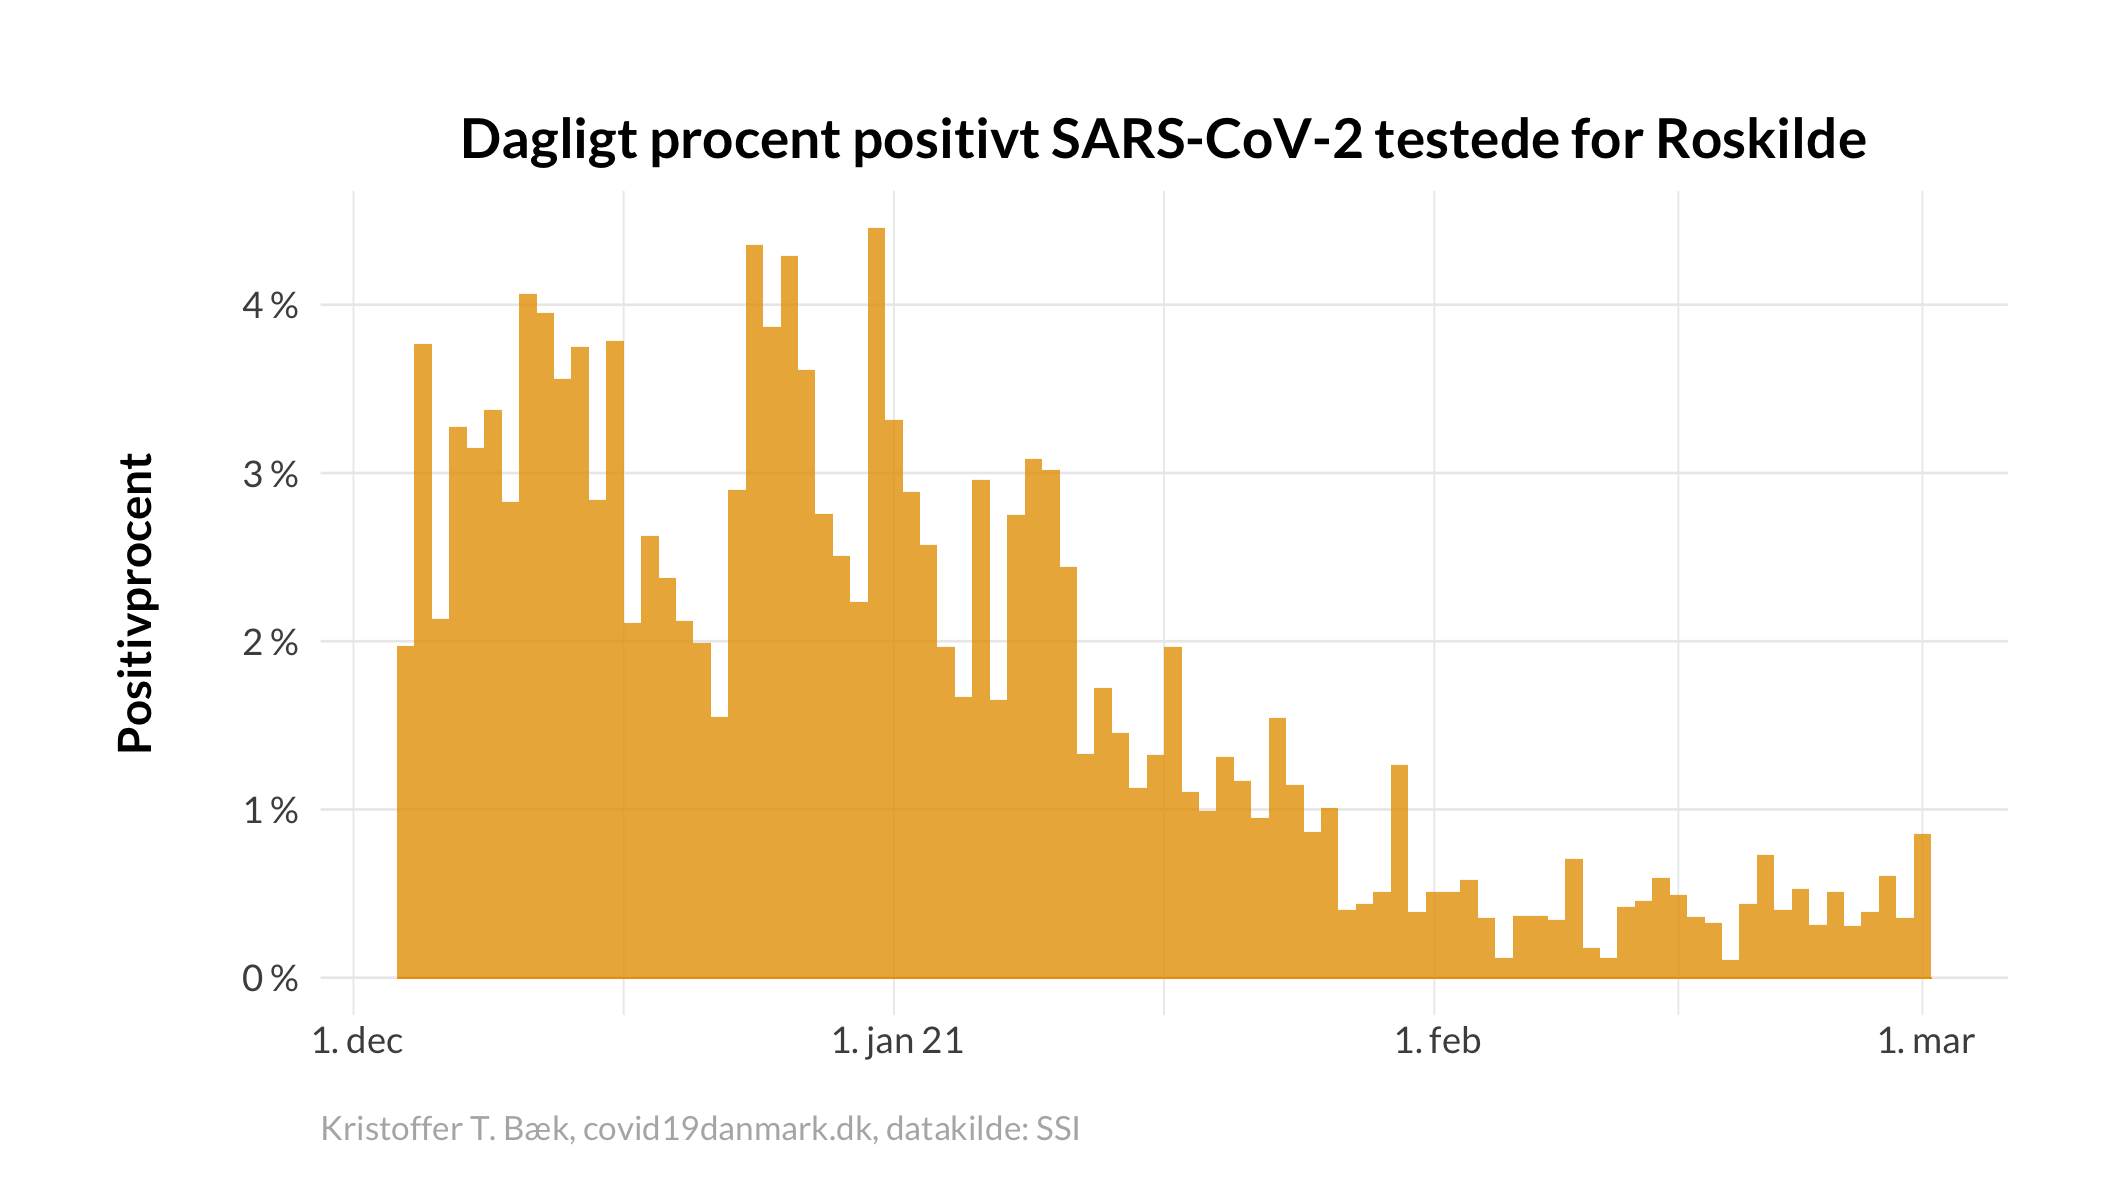 Dagligt procent positivt SARS-CoV-2 testede for Roskilde
Positivprocent
4 %
3 %
2 %
1 %
0 %
1. dec
1. jan 21
1. feb
1. mar
Kristoffer T. Bæk, covid19danmark.dk, datakilde: SSI